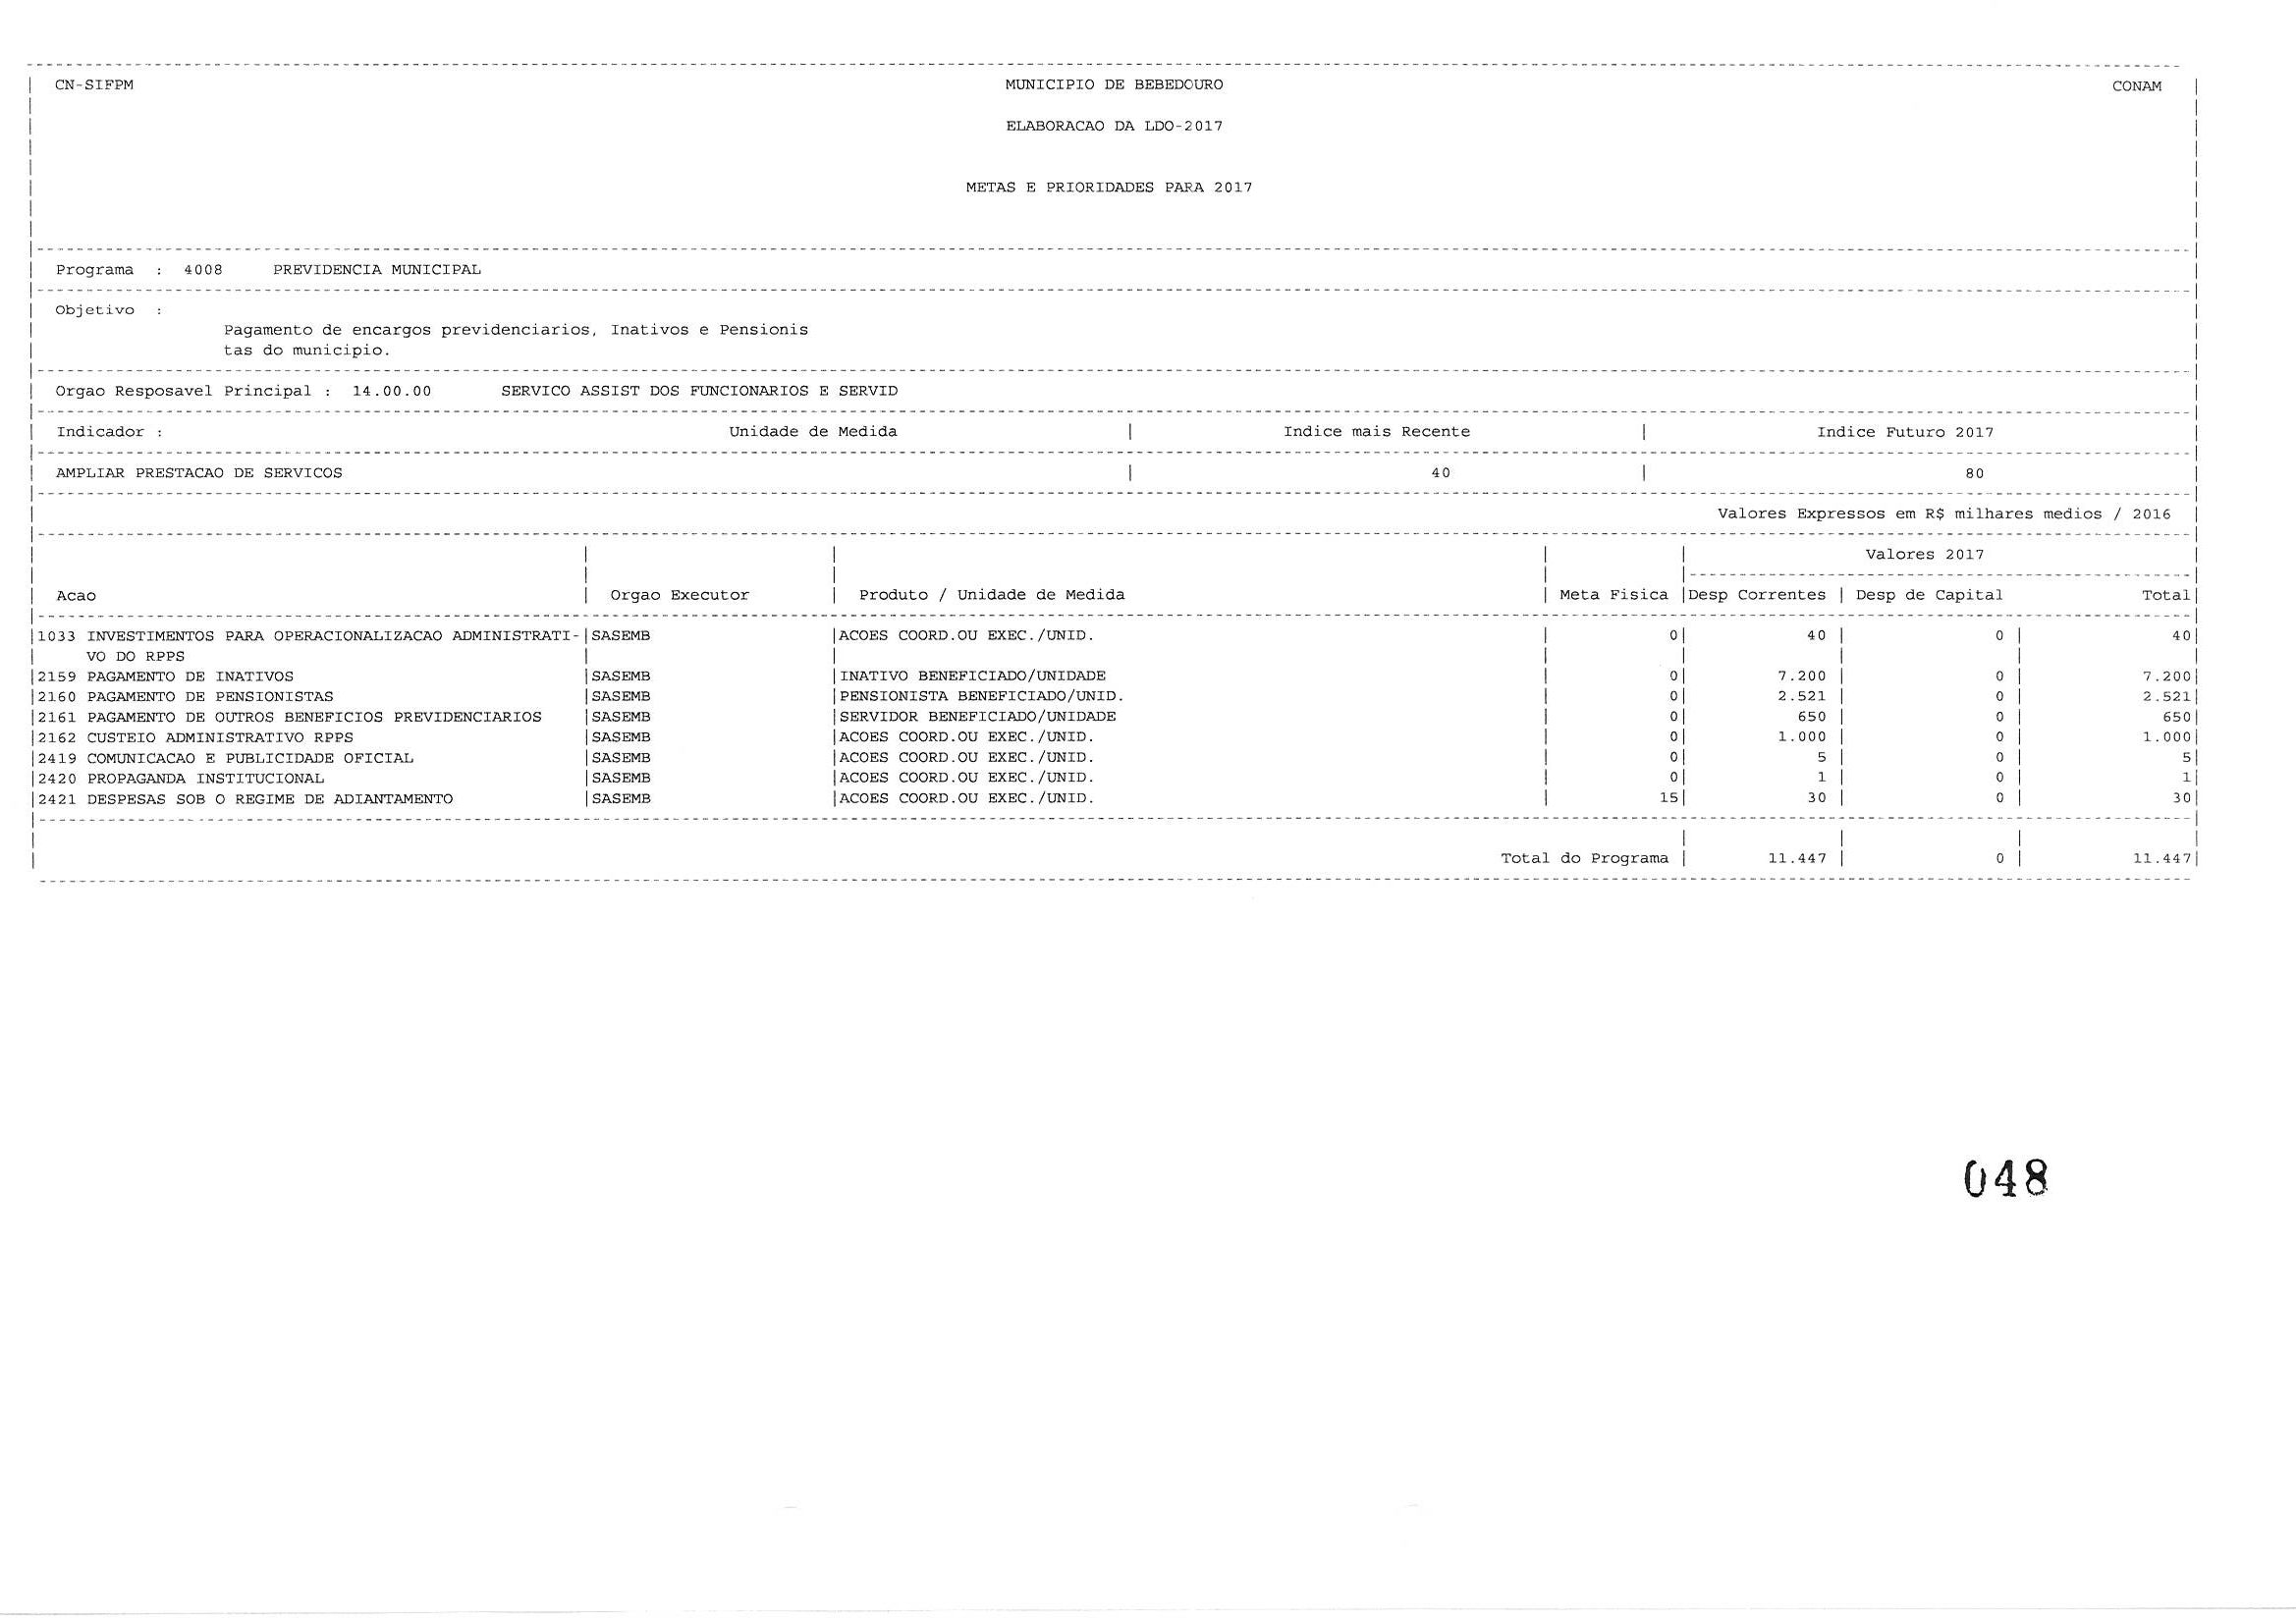 CN-SIFPM MUNICIPIO DE BEBEDOURO CONAM
ELABORACAO DA LDO-2017
METAS E PRIORIDADES PARA 2017
Programa : 4008 PREVIDENCIA MUNICIPAL
Objetivo :
Pagamento de encargos previdenciarios, Inativos e Pensionis
tas do municipio.
Orgao Resposavel Principal : 14.00.00 SERVICO ASSIST DOS FUNCIONARIOS E SERVID
Indicador : Unidade de Medida | Indice mais Recente | Indice Futuro 2017
AMPLIAR PRESTACAO DE SERVICOS | 40 | 80
Valores Expressos em R$ milhares medios / 2016
Valores 2017
Acao | Orgao Executor | Produto / Unidade de Medida | Meta Fisica | Desp Correntes | Desp de Capital Total
1033 INVESTIMENTOS PARA OPERACIONALIZACAO ADMINISTRATI- | SASEMB | ACOES COORD.OU EXEC./UNID. | 0 | 40 | 0 | 40
VO DO RPPS
2159 PAGAMENTO DE INATIVOS | SASEMB | INATIVO BENEFICIADO/UNIDADE | 0 | 7.200 | 0 | 7.200
2160 PAGAMENTO DE PENSIONISTAS | SASEMB | PENSIONISTA BENEFICIADO/UNID. | 0 | 2.521 | 0 | 2.521
2161 PAGAMENTO DE OUTROS BENEFICIOS PREVIDENCIARIOS | SASEMB | SERVIDOR BENEFICIADO/UNIDADE | 0 | 650 | 0 | 650
2162 CUSTEIO ADMINISTRATIVO RPPS | SASEMB | ACOES COORD.OU EXEC./UNID. | 0 | 1.000 | 0 | 1.000
2419 COMUNICACAO E PUBLICIDADE OFICIAL | SASEMB | ACOES COORD.OU EXEC./UNID. | 0 | 5 | 0 | 5
2420 PROPAGANDA INSTITUCIONAL | SASEMB | ACOES COORD.OU EXEC./UNID. | 0 | 1 | 0 | 1
2421 DESPESAS SOB O REGIME DE ADIANTAMENTO | SASEMB | ACOES COORD.OU EXEC./UNID. | 15 | 30 | 0 | 30
Total do Programa | 11.447 | 0 | 11.447
048